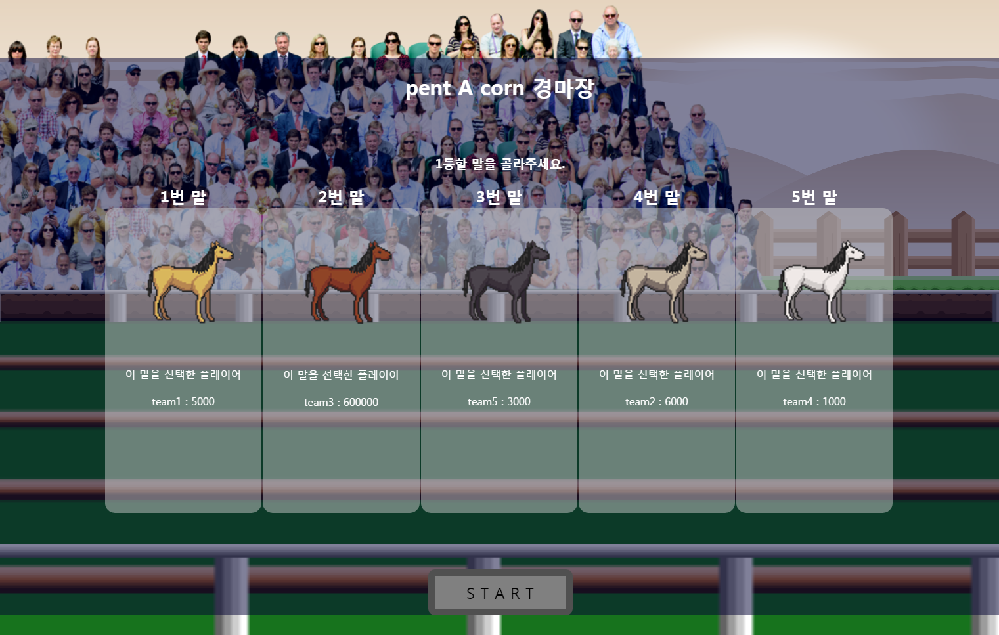 pent A corn 경마장
1등할 말을 골라주세요.
1번 말
2번 말
3번 말
4번 말
5번 말
이 말을 선택한 플레이어
team1 : 5000
이 말을 선택한 플레이어
team3 : 600000
이 말을 선택한 플레이어
team5 : 3000
이 말을 선택한 플레이어
team2 : 6000
이 말을 선택한 플레이어
team4 : 1000
START